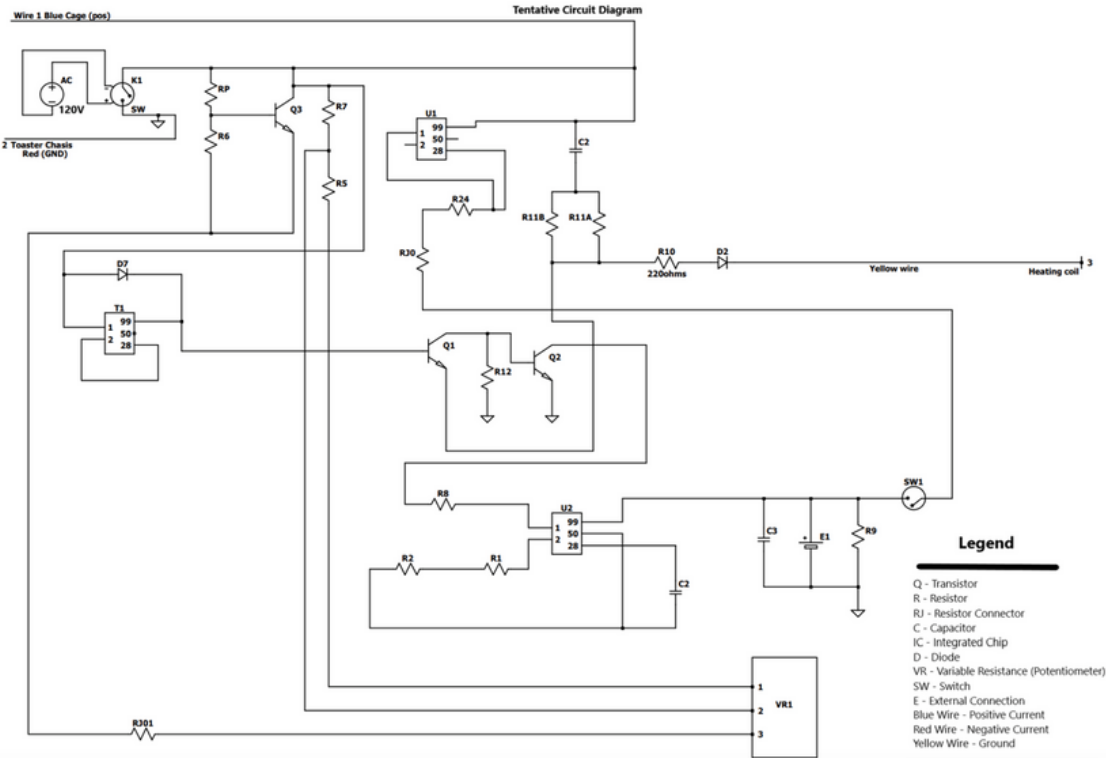 Tentative Circuit Diagram
Wire 1 Blue Cage (pos)
AC
K1
120V
SW
2 Toaster Chasis
Red (GND)
RP
R6
Q3
R7
R5
U1
1
2
99
50
28
C2
R24
RJ0
R11B
R11A
R10
220ohms
D2
Yellow wire
3
Heating coil
D7
T1
1
2
99
50
28
Q1
R12
Q2
R8
U2
1
2
99
50
28
R2
R1
C2
SW1
C3
+
E1
R9
VR1
1
2
3
RJ01
Legend
Q - Transistor
R - Resistor
RJ - Resistor Connector
C - Capacitor
IC - Integrated Chip
D - Diode
VR - Variable Resistance (Potentiometer)
SW - Switch
E - External Connection
Blue Wire - Positive Current
Red Wire - Negative Current
Yellow Wire - Ground